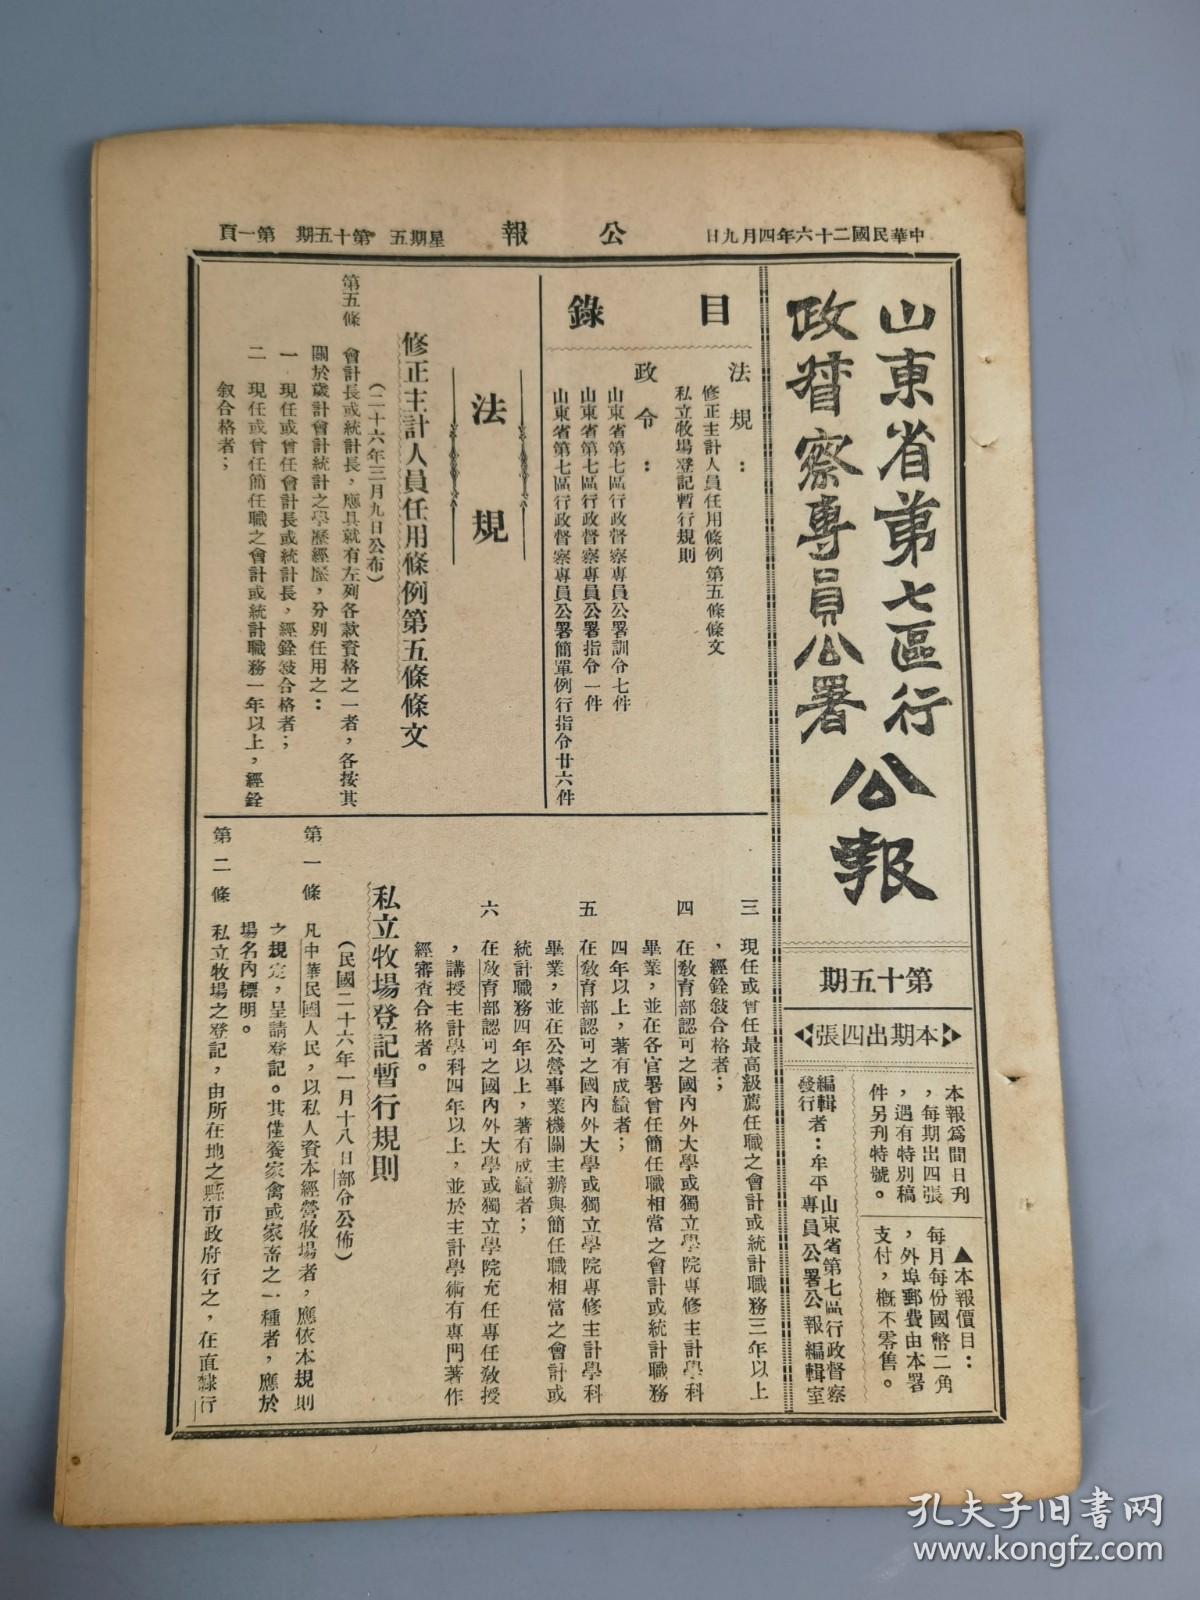 中華民國二十六年四月九日
公報
星期五
第十五期
第一頁
山東省第七區行
政督察專員公署
公報
第十五期
本期出四張
本報爲間日刊
，每期出四張
，遇有特別稿
件另刊特號。
▲本報價目：
每月每份國幣二角
，外埠郵費由本署
支付，槪不零售。
編輯
發行
者：牟平
山東省第七區行政督察
專員公署公報編輯室
目錄
法規：
修正主計人員任用條例第五條條文
私立牧場登記暫行規則
政令：
山東省第七區行政督察專員公署訓令七件
山東省第七區行政督察專員公署指令一件
山東省第七區行政督察專員公署簡單例行指令廿六件
法規
修正主計人員任用條例第五條條文
（二十六年三月九日公布）
第五條　會計長或統計長，應具就有左列各款資格之一者，各按其
關於歲計會計統計之學歷經歷，分別任用之：
一　現任或曾任會計長或統計長，經銓敍合格者；
二　現任或曾任簡任職之會計或統計職務一年以上，經銓
敘合格者；
三　現任或曾任最高級薦任職之會計或統計職務三年以上
，經銓敍合格者；
四　在敎育部認可之國內外大學或獨立學院專修主計學科
畢業，並在各官署曾任簡任職相當之會計或統計職務
四年以上，著有成績者；
五　在敎育部認可之國內外大學或獨立學院專修主計學科
畢業，並在公營事業機關主辦與簡任職相當之會計或
統計職務四年以上，著有成績者；
六　在敎育部認可之國內外大學或獨立學院充任專任敎授
，講授主計學科四年以上，並於主計學術有專門著作
經審查合格者。
私立牧場登記暫行規則
（民國二十六年一月十八日部令公佈）
第一條　凡中華民國人民，以私人資本經營牧場者，應依本規則
之規定，呈請登記。其僅養家禽或家畜之一種者，應於
場名內標明。
第二條　私立牧場之登記，由所在地之縣市政府行之，在直隸行
孔夫子旧书网
www.kongfz.com